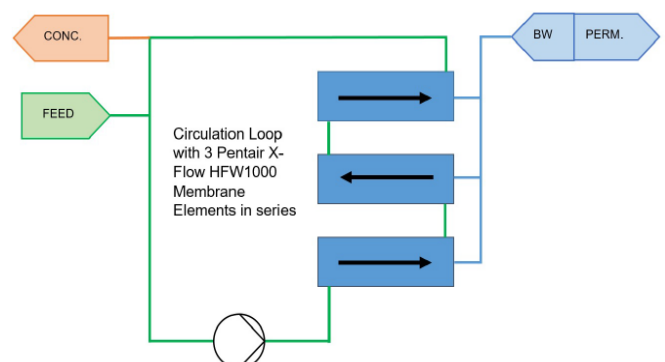 CONC.
BW
PERM.
FEED
Circulation Loop
with 3 Pentair X-
Flow HFW1000
Membrane
Elements in series